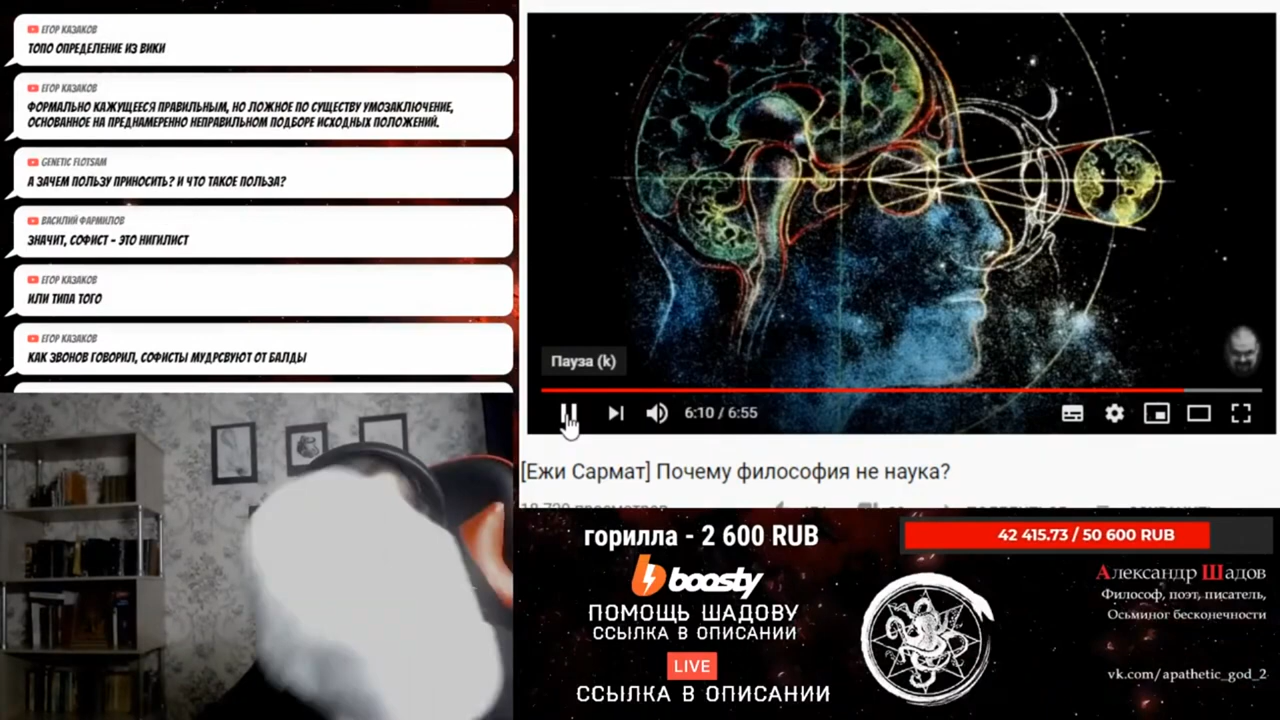 ЕГОР КАЗАКОВ
ТОПО ОПРЕДЕЛЕНИЕ ИЗ ВИКИ
ЕГОР КАЗАКОВ
ФОРМАЛЬНО КАЖУЩЕЕСЯ ПРАВИЛЬНЫМ, НО ЛОЖНОЕ ПО СУЩЕСТВУ УМОЗАКЛЮЧЕНИЕ,
ОСНОВАННОЕ НА ПРЕДНАМЕРЕННО НЕПРАВИЛЬНОМ ПОДБОРЕ ИСХОДНЫХ ПОЛОЖЕНИЙ.
GENETIC FLOTSAM
А ЗАЧЕМ ПОЛЬЗУ ПРИНОСИТЬ? И ЧТО ТАКОЕ ПОЛЬЗА?
ВАСИЛИЙ ФАРМИЛОВ
ЗНАЧИТ, СОФИСТ - ЭТО НИГИЛИСТ
ЕГОР КАЗАКОВ
ИЛИ ТИПА ТОГО
ЕГОР КАЗАКОВ
КАК ЗВОНОВ ГОВОРИЛ, СОФИСТЫ МУДРСВУЮТ ОТ БАЛДЫ
Пауза (k)
6:10 / 6:55
[Ежи Сармат] Почему философия не наука?
горилла - 2 600 RUB
boosty
ПОМОЩЬ ШАДОВУ
ССЫЛКА В ОПИСАНИИ
LIVE
ССЫЛКА В ОПИСАНИИ
42 415.73 / 50 600 RUB
Александр Шадов
Философ, поэт, писатель,
Осьминог бесконечности
vk.com/apathetic_god_2